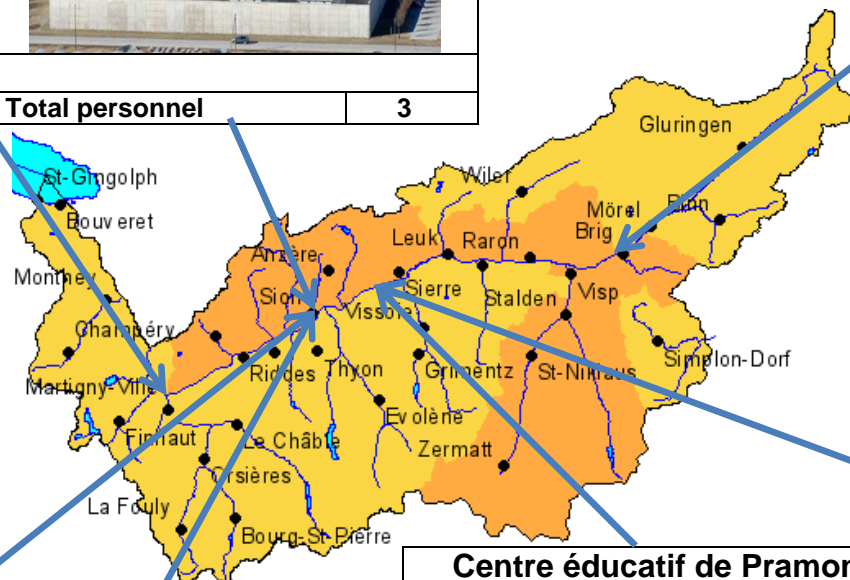 Total personnel 3
Gluringen
St-Gingolph
Wiler
Bouveret
Mörel
Binn
Brig
Leuk
Raron
Anzère
Monthey
Sierre
Visp
Sion
Stalden
Vissoie
Champéry
Simplon-Dorf
Riddes
Thyon
Grimentz
St-Niklaus
Martigny-Ville
Evolène
Finhaut
Le Châble
Zermatt
Orsières
La Fouly
Bourg-St-Pierre
Centre éducatif de